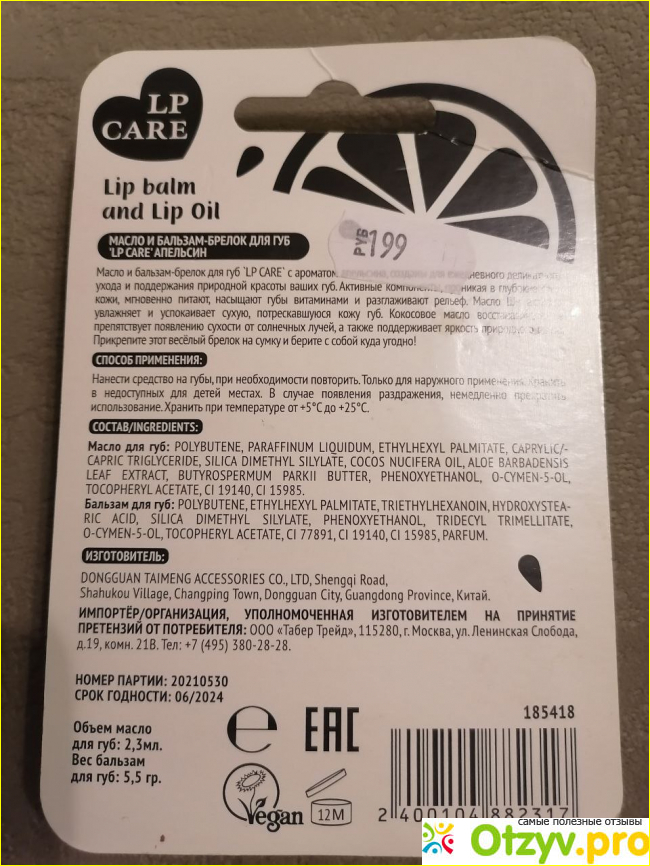 LP
CARE
Lip balm
and Lip Oil
РУБ 199
МАСЛО И БАЛЬЗАМ-БРЕЛОК ДЛЯ ГУБ
'LP CARE' АПЕЛЬСИН
Масло и бальзам-брелок для губ 'LP CARE' с ароматом
ухода и поддержания природной красоты ваших губ. Активные
кожи, мгновенно питают, насыщают губы витаминами и разглаживают рельеф. Масло
увлажняет и успокаивает сухую, потрескавшуюся кожу губ. Кокосовое масло
препятствует появлению сухости от солнечных лучей, а также поддерживает яркость
Прикрепите этот весёлый брелок на сумку и берите с собой куда угодно!
СПОСОБ ПРИМЕНЕНИЯ:
Нанести средство на губы, при необходимости повторить. Только для наружного применения. Хранить
в недоступных для детей местах. В случае появления раздражения, немедленно прекратить
использование. Хранить при температуре от +5°С до +25°С.
СОСТАВ/INGREDIENTS:
Масло для губ: POLYBUTENE, PARAFFINUM LIQUIDUM, ETHYLHEXYL PALMITATE, CAPRYLIC/-
CAPRIC TRIGLYCERIDE, SILICA DIMETHYL SILYLATE, COCOS NUCIFERA OIL, ALOE BARBADENSIS
LEAF EXTRACT, BUTYROSPERMUM PARKII BUTTER, PHENOXYETHANOL, O-CYMEN-5-OL,
TOCOPHERYL ACETATE, CI 19140, CI 15985.
Бальзам для губ: POLYBUTENE, ETHYLHEXYL PALMITATE, TRIETHYLHEXANOIN, HYDROXYSTEA-
RIC ACID, SILICA DIMETHYL SILYLATE, PHENOXYETHANOL, TRIDECYL TRIMELLITATE,
O-CYMEN-5-OL, TOCOPHERYL ACETATE, CI 77891, CI 19140, CI 15985, PARFUM.
ИЗГОТОВИТЕЛЬ:
DONGGUAN TAIMENG ACCESSORIES CO., LTD, Shengqi Road,
Shahukou Village, Changping Town, Dongguan City, Guangdong Province, Китай.
ИМПОРТЁР/ОРГАНИЗАЦИЯ, УПОЛНОМОЧЕННАЯ ИЗГОТОВИТЕЛЕМ НА ПРИНЯТИЕ
ПРЕТЕНЗИЙ ОТ ПОТРЕБИТЕЛЯ: ООО «Табер Трейд», 115280, г. Москва, ул. Ленинская Слобода,
д.19, комн. 21В. Тел: +7 (495) 380-28-28.
НОМЕР ПАРТИИ: 20210530
СРОК ГОДНОСТИ: 06/2024
Объем масло
для губ: 2,3мл.
Вес бальзам
для губ: 5,5 гр.
e
EAC
Vegan
12M
185418
2 400104 882317
самые полезные отзывы
Otzyv.pro